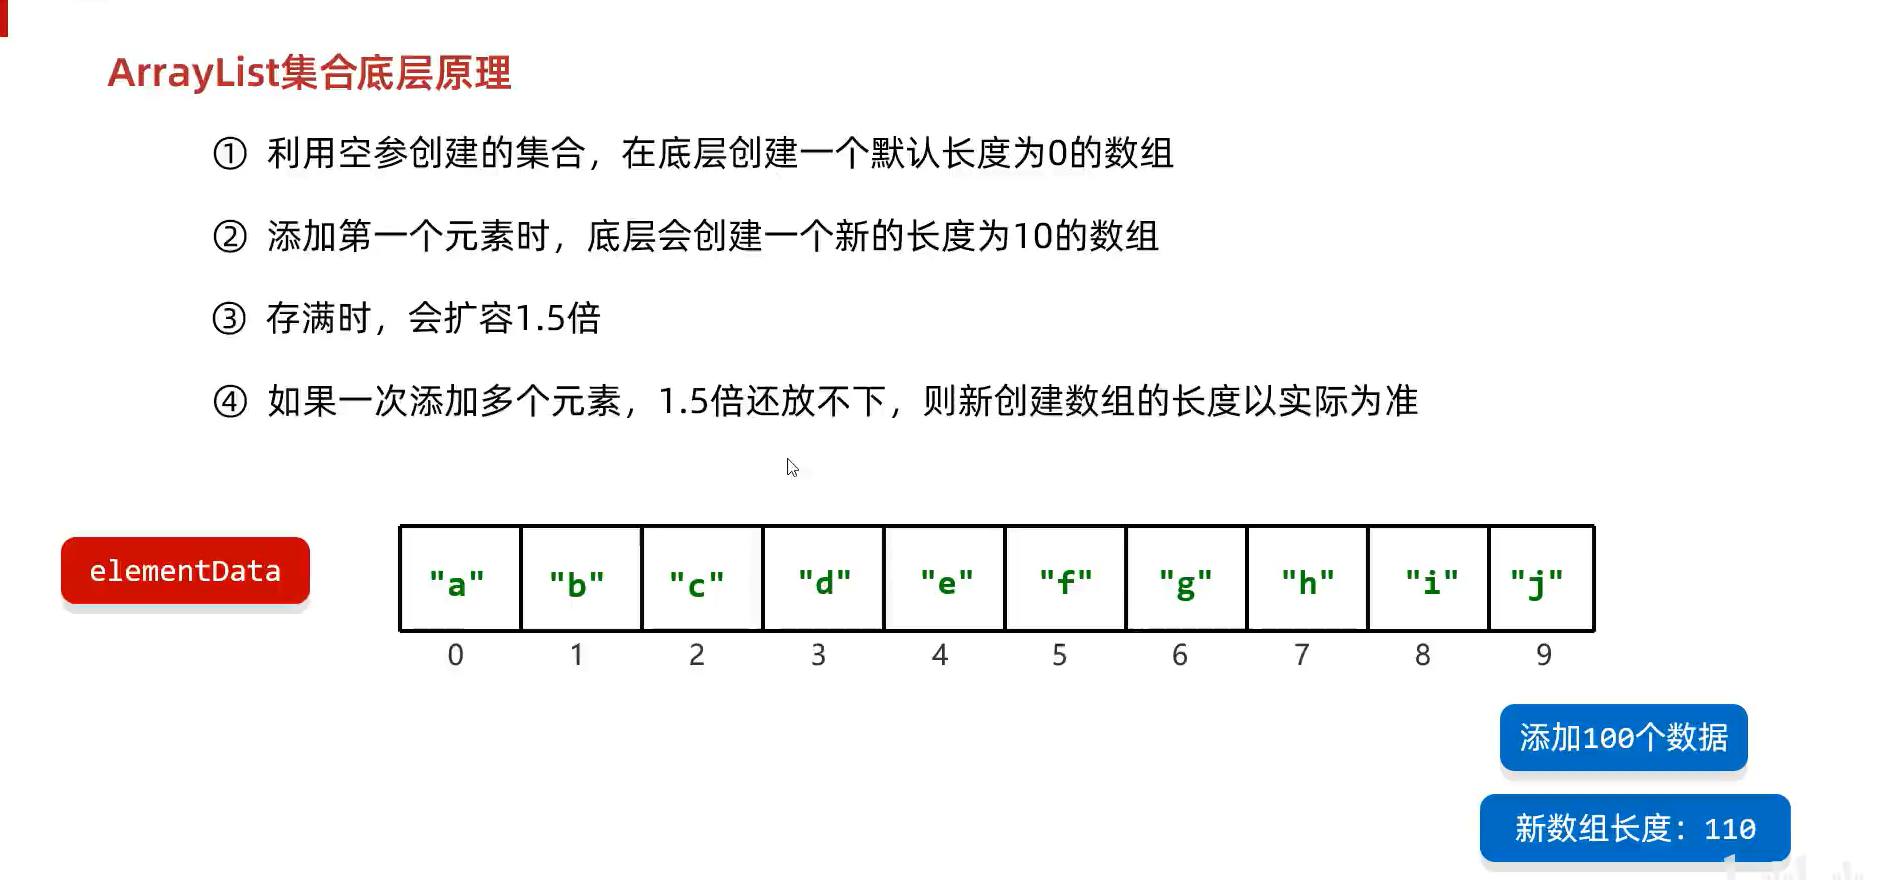 ArrayList集合底层原理
① 利用空参创建的集合，在底层创建一个默认长度为0的数组
② 添加第一个元素时，底层会创建一个新的长度为10的数组
③ 存满时，会扩容1.5倍
④ 如果一次添加多个元素，1.5倍还放不下，则新创建数组的长度以实际为准
elementData
"a" "b" "c" "d" "e" "f" "g" "h" "i" "j"
0 1 2 3 4 5 6 7 8 9
添加100个数据
新数组长度：110